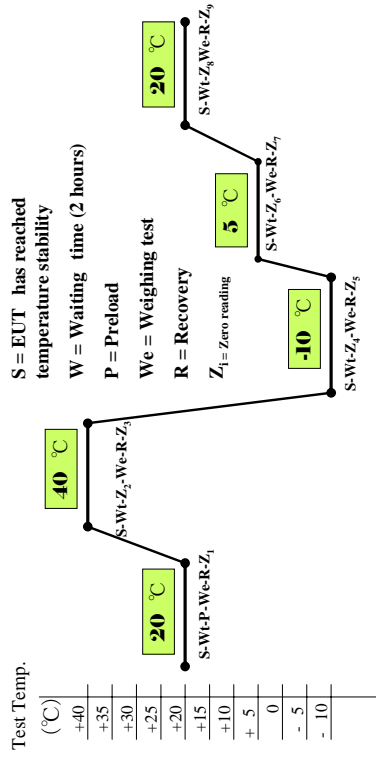 Test Temp.
(℃)
+40
+35
+30
+25
+20
+15
+10
+ 5
0
- 5
- 10
20 ℃
S-Wt-P-We-R-Z1
40 ℃
S-Wt-Z2-We-R-Z3
-10 ℃
S-Wt-Z4-We-R-Z5
5 ℃
S-Wt-Z6-We-R-Z7
20 ℃
S-Wt-Z8We-R-Z9
S = EUT has reached
temperature stability
W = Waiting time (2 hours)
P = Preload
We = Weighing test
R = Recovery
Zi = Zero reading